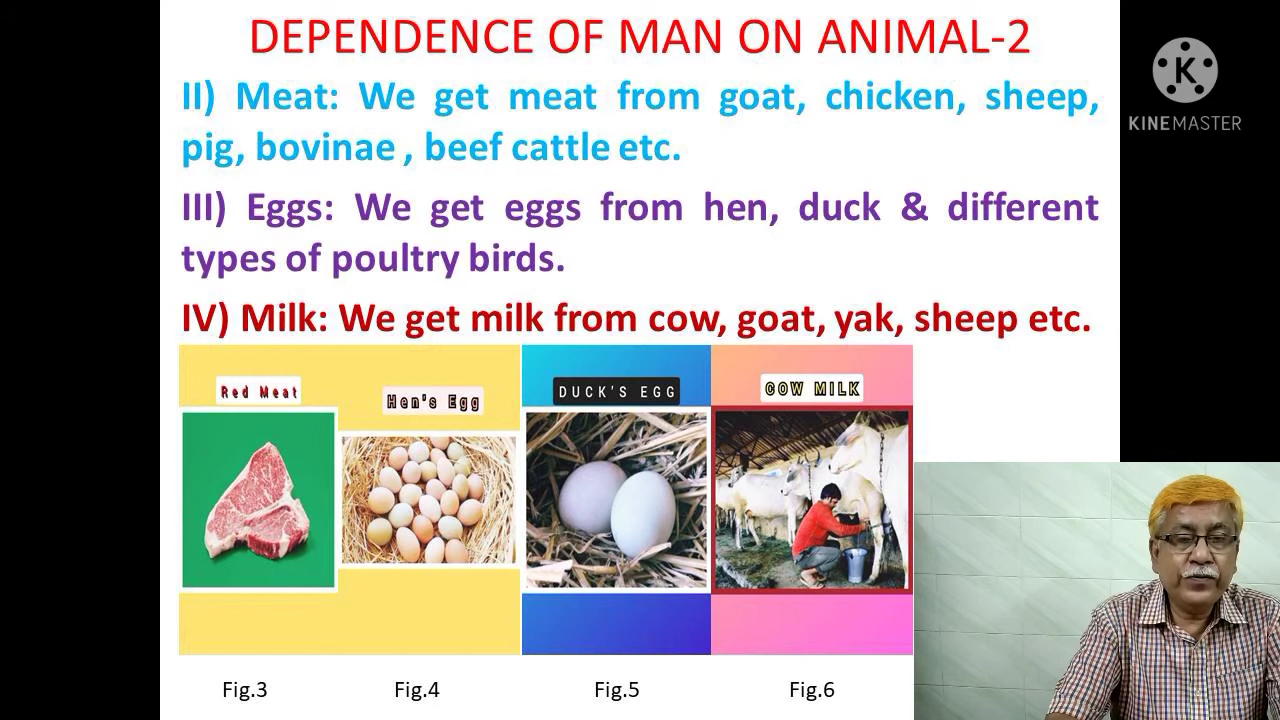 DEPENDENCE OF MAN ON ANIMAL-2
II) Meat: We get meat from goat, chicken, sheep,
pig, bovinae , beef cattle etc.
III) Eggs: We get eggs from hen, duck & different
types of poultry birds.
IV) Milk: We get milk from cow, goat, yak, sheep etc.
Red Meat
Hen's Egg
DUCK'S EGG
COW MILK
Fig.3
Fig.4
Fig.5
Fig.6
K
KINEMASTER